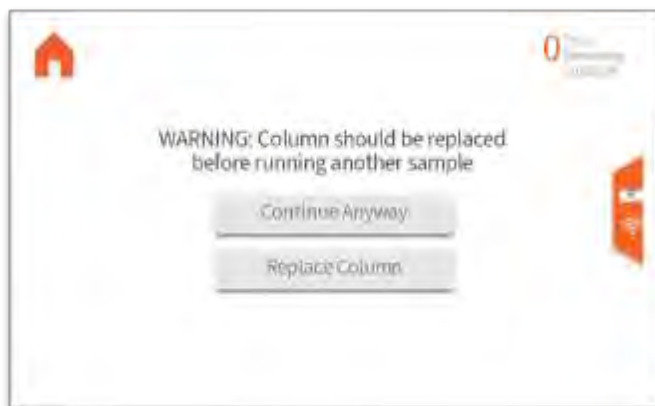 0
WARNING: Column should be replaced
before running another sample
Continue Anyway
Replace Column